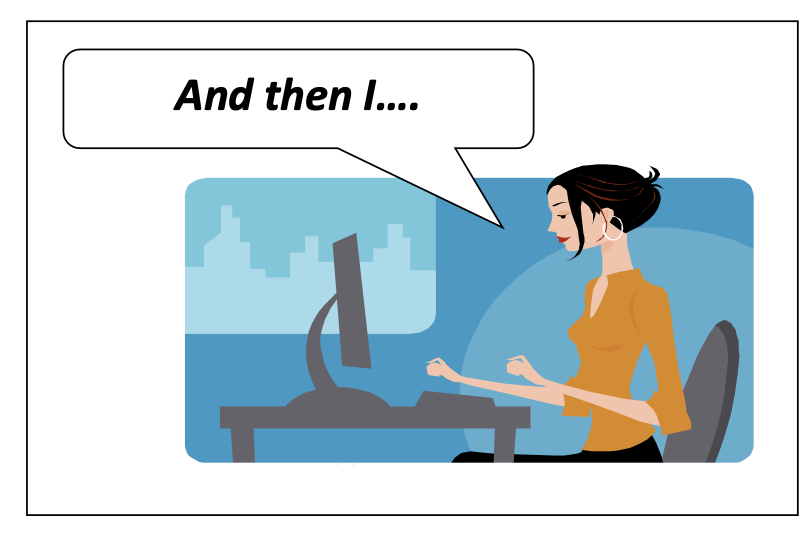 And then I....